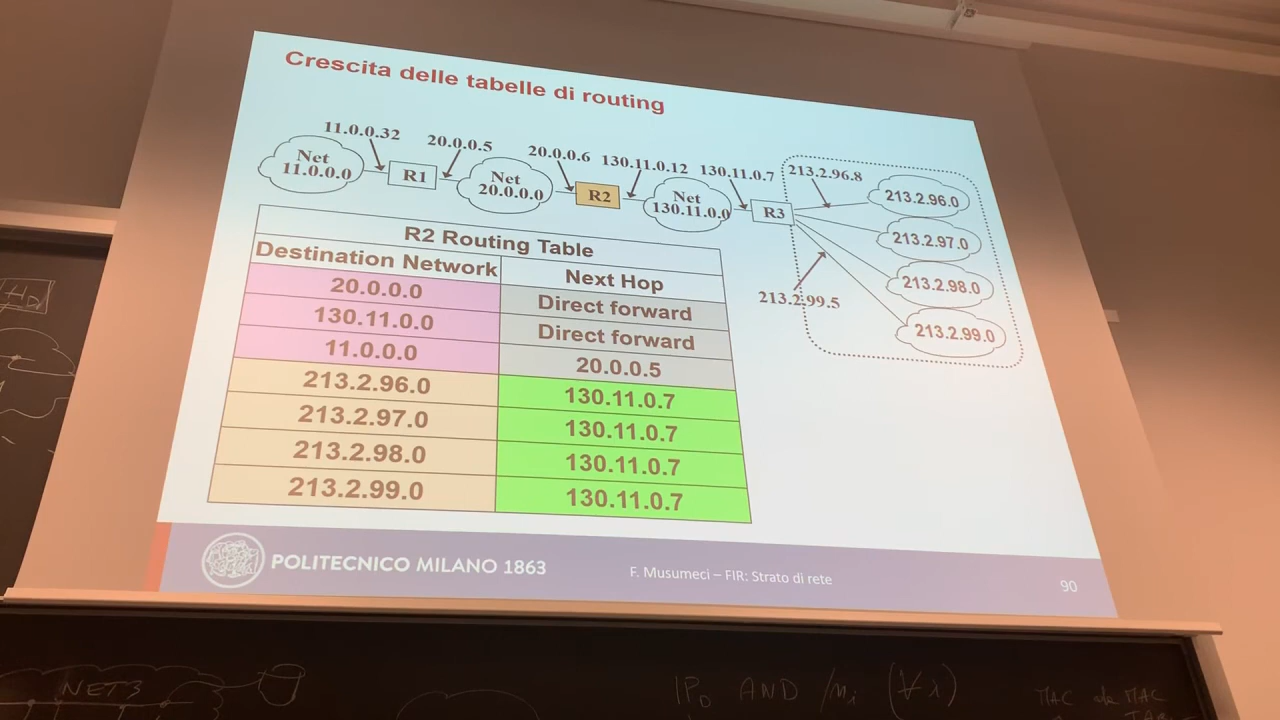 Crescita delle tabelle di routing
11.0.0.32
20.0.0.5
20.0.0.6
130.11.0.12
130.11.0.7
213.2.96.8
Net
11.0.0.0
R1
Net
20.0.0.0
R2
Net
130.11.0.0
R3
213.2.96.0
213.2.97.0
213.2.98.0
213.2.99.0
213.2.99.5
R2 Routing Table
Destination Network Next Hop
20.0.0.0 Direct forward
130.11.0.0 Direct forward
11.0.0.0 20.0.0.5
213.2.96.0 130.11.0.7
213.2.97.0 130.11.0.7
213.2.98.0 130.11.0.7
213.2.99.0 130.11.0.7
POLITECNICO MILANO 1863
F. Musumeci – FIR: Strato di rete
90
NET3
IP_D AND /m_i (∀ i)
MAC da MAC